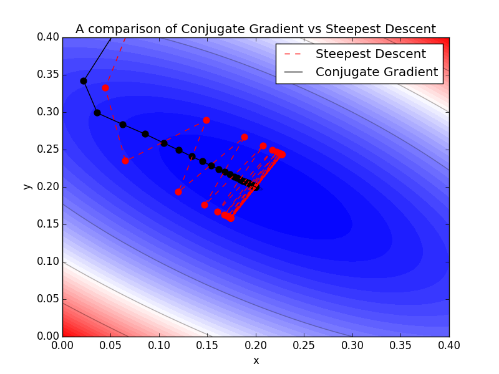 A comparison of Conjugate Gradient vs Steepest Descent
Steepest Descent
Conjugate Gradient
0.40
0.35
0.30
0.25
0.20
0.15
0.10
0.05
0.00
y
0.00 0.05 0.10 0.15 0.20 0.25 0.30 0.35 0.40
x